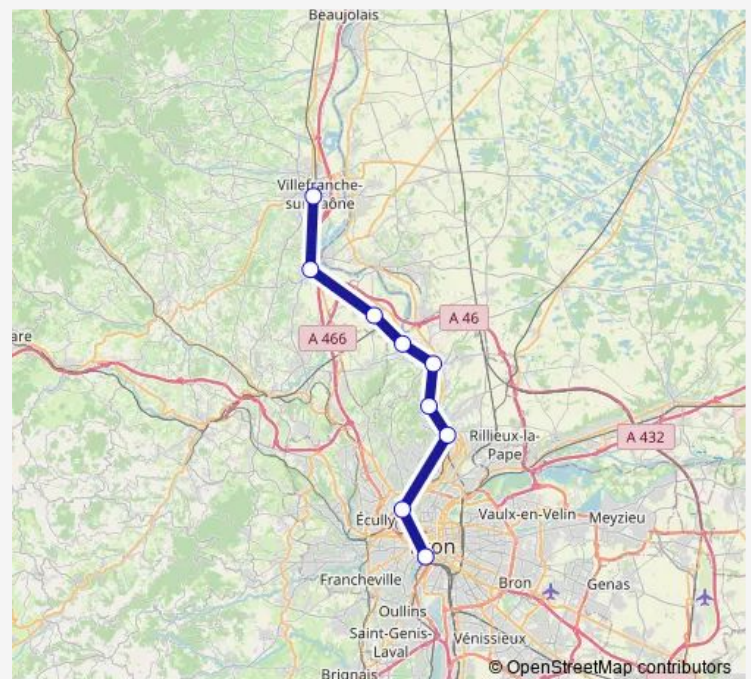 Beaujolais
Villefranche-
sur-Saône
A 46
are
A 466
Rillieux-la-
Pape
A 432
Écully
Vaulx-en-Velin
Meyzieu
Francheville
Bron
Genas
Oullins
Saint-Genis-
Laval
Vénissieux
Brignais
© OpenStreetMap contributors